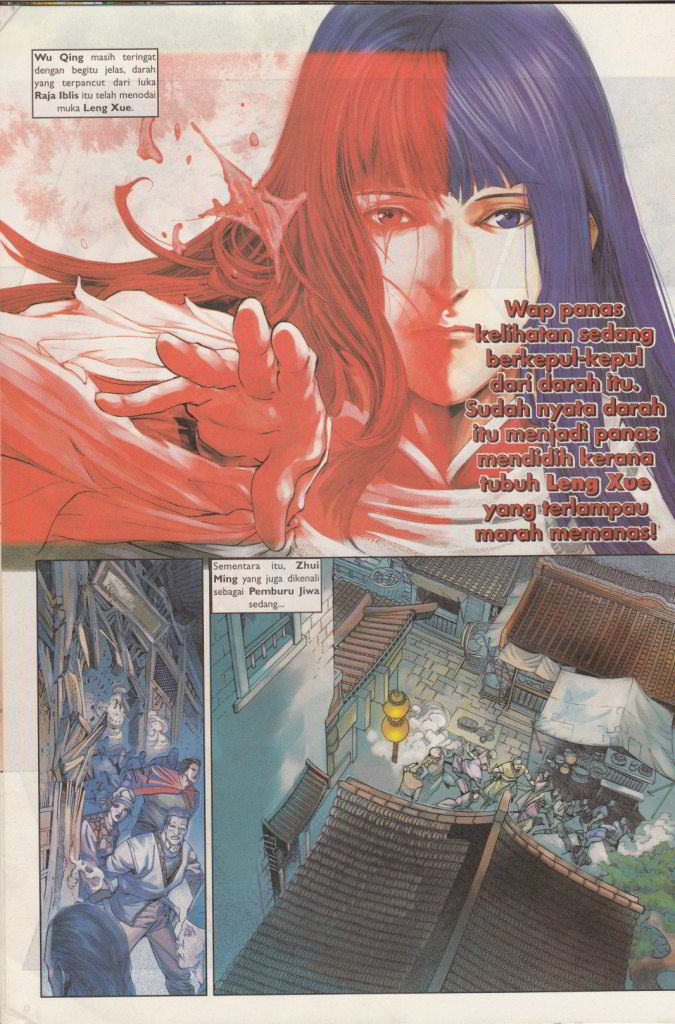 Wu Qing masih teringat
dengan begitu jelas, darah
yang terpancut dari luka
Raja Iblis itu telah menodai
muka Leng Xue.
Wap panas
kelihatan sedang
berkepul-kepul
dari darah itu.
Sudah nyata darah
itu menjadi panas
mendidih kerana
tubuh Leng Xue
yang terlampau
marah memanas!
Sementara itu, Zhui
Ming yang juga dikenali
sebagai Pemburu Jiwa
sedang...